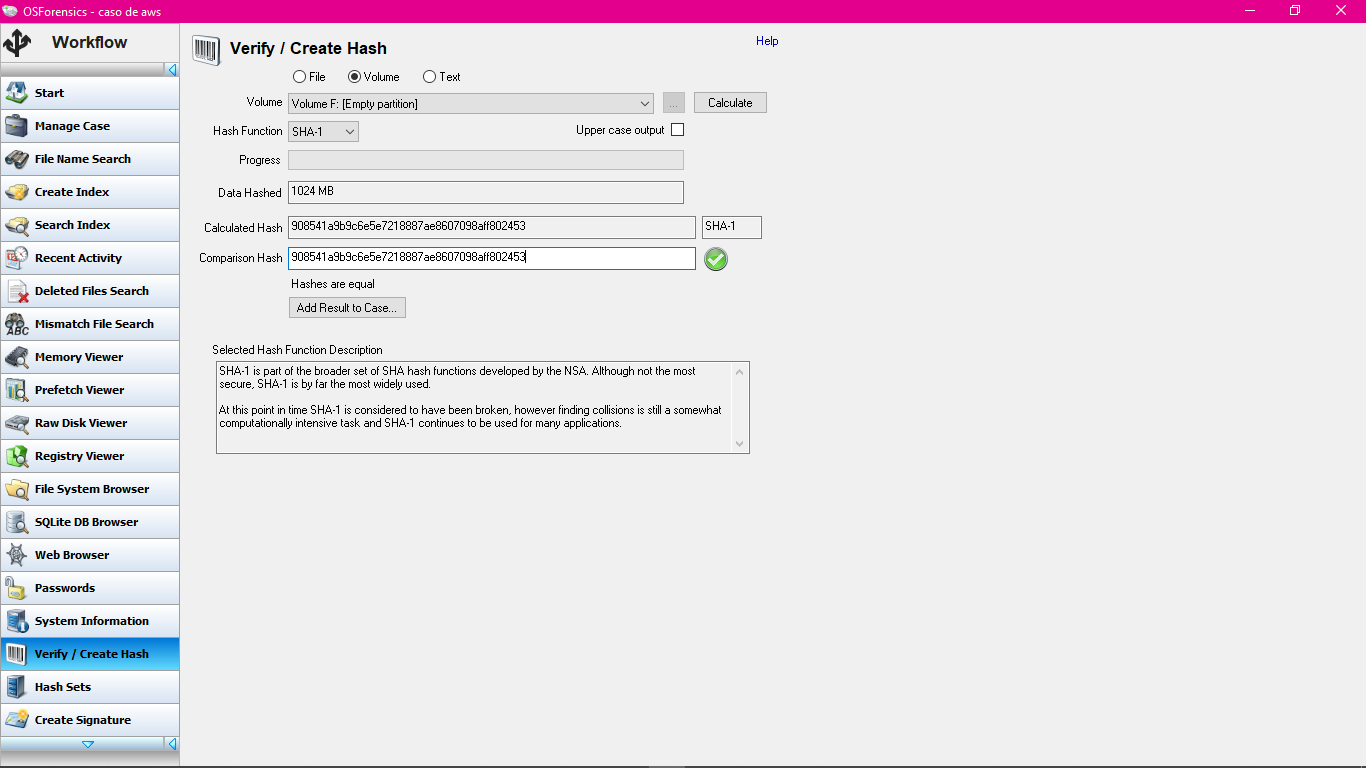 OSForensics - caso de aws
Workflow
Start
Manage Case
File Name Search
Create Index
Search Index
Recent Activity
Deleted Files Search
ABC
Mismatch File Search
Memory Viewer
Prefetch Viewer
Raw Disk Viewer
Registry Viewer
File System Browser
SQLite DB Browser
Web Browser
Passwords
System Information
Verify / Create Hash
Hash Sets
Create Signature
Verify / Create Hash
Help
File Volume Text
Volume Volume F: [Empty partition] ... Calculate
Hash Function SHA-1 Upper case output
Progress
Data Hashed 1024 MB
Calculated Hash 908541a9b9c6e5e7218887ae8607098aff802453 SHA-1
Comparison Hash 908541a9b9c6e5e7218887ae8607098aff802453
Hashes are equal
Add Result to Case...
Selected Hash Function Description
SHA-1 is part of the broader set of SHA hash functions developed by the NSA. Although not the most
secure, SHA-1 is by far the most widely used.
At this point in time SHA-1 is considered to have been broken, however finding collisions is still a somewhat
computationally intensive task and SHA-1 continues to be used for many applications.